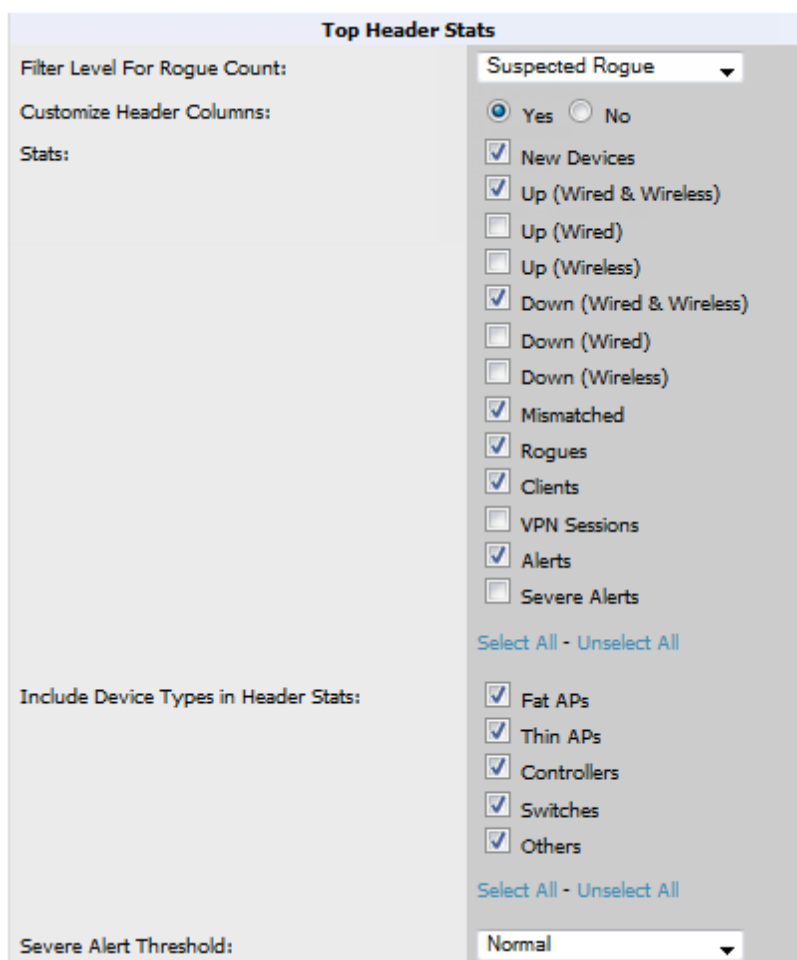 Top Header Stats
Filter Level For Rogue Count: Suspected Rogue
Customize Header Columns: Yes No
Stats: New Devices
Up (Wired & Wireless)
Up (Wired)
Up (Wireless)
Down (Wired & Wireless)
Down (Wired)
Down (Wireless)
Mismatched
Rogues
Clients
VPN Sessions
Alerts
Severe Alerts
Select All - Unselect All
Include Device Types in Header Stats: Fat APs
Thin APs
Controllers
Switches
Others
Select All - Unselect All
Severe Alert Threshold: Normal